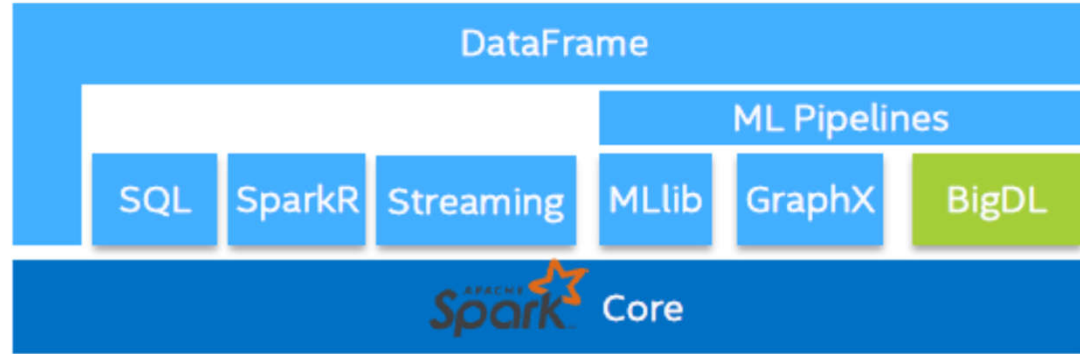 DataFrame
ML Pipelines
SQL SparkR Streaming MLlib GraphX BigDL
APACHE
Spark Core